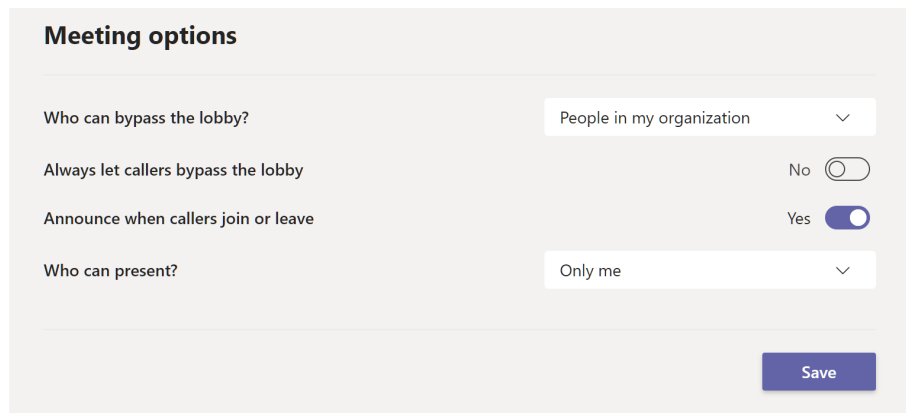 Meeting options
Who can bypass the lobby? People in my organization
Always let callers bypass the lobby No
Announce when callers join or leave Yes
Who can present? Only me
Save